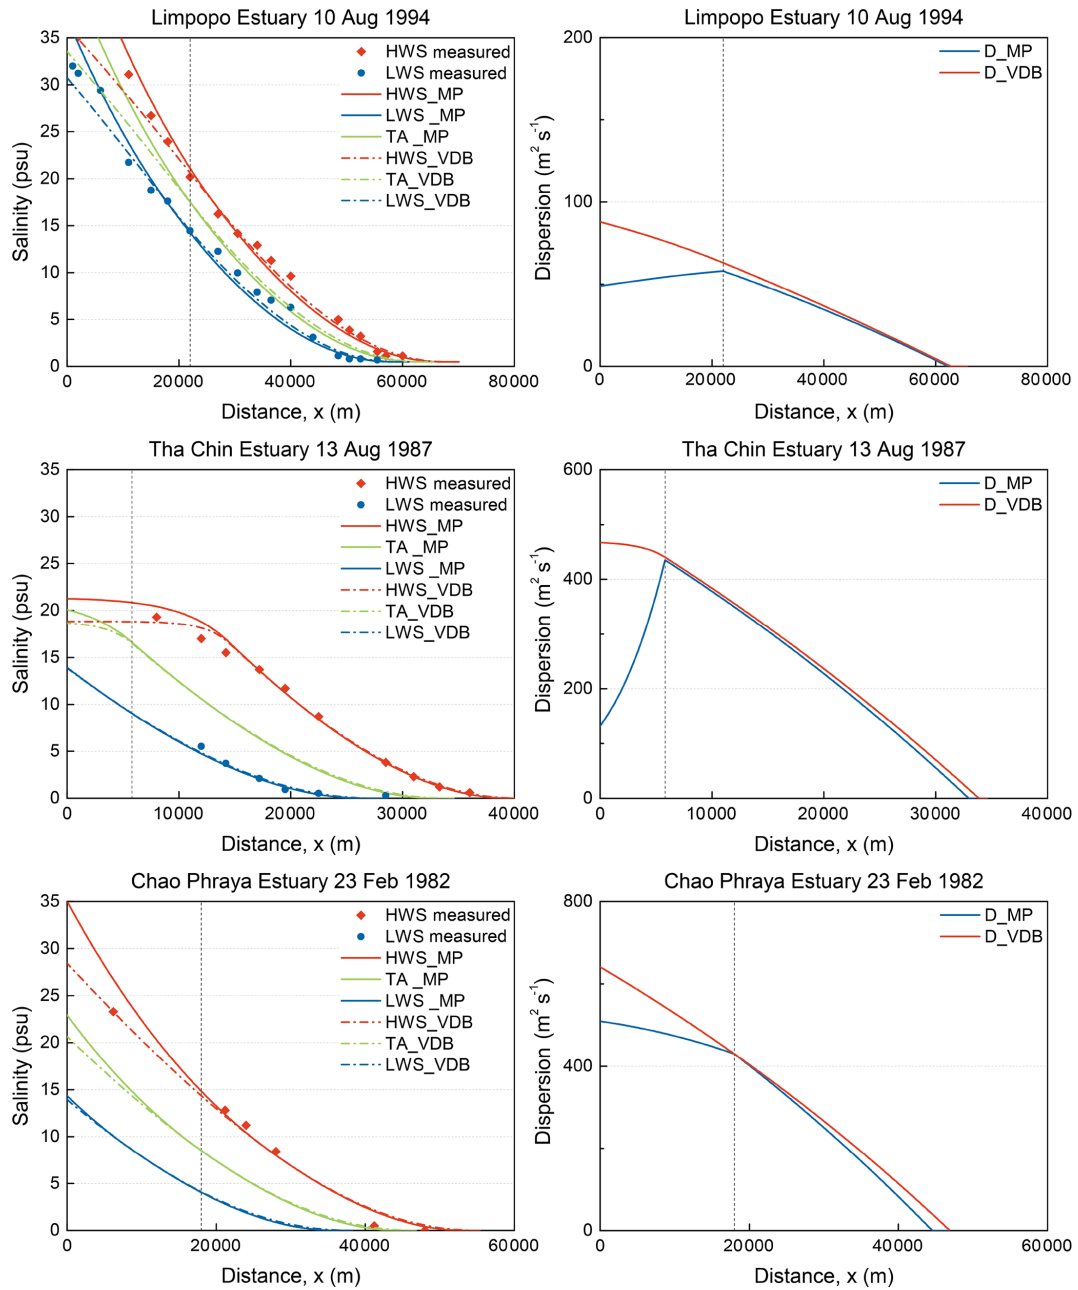 Limpopo Estuary 10 Aug 1994
35
30
25
20
15
10
5
0
Salinity (psu)
0 20000 40000 60000 80000
Distance, x (m)
HWS measured
LWS measured
HWS_MP
LWS _MP
TA _MP
HWS_VDB
TA_VDB
LWS_VDB
Limpopo Estuary 10 Aug 1994
200
100
0
Dispersion (m² s⁻¹)
0 20000 40000 60000 80000
Distance, x (m)
D_MP
D_VDB
Tha Chin Estuary 13 Aug 1987
35
30
25
20
15
10
5
0
Salinity (psu)
0 10000 20000 30000 40000
Distance, x (m)
HWS measured
LWS measured
HWS_MP
TA _MP
LWS _MP
HWS_VDB
TA_VDB
LWS_VDB
Tha Chin Estuary 13 Aug 1987
600
400
200
0
Dispersion (m² s⁻¹)
0 10000 20000 30000 40000
Distance, x (m)
D_MP
D_VDB
Chao Phraya Estuary 23 Feb 1982
35
30
25
20
15
10
5
0
Salinity (psu)
0 20000 40000 60000
Distance, x (m)
HWS measured
LWS measured
HWS_MP
TA_MP
LWS _MP
HWS_VDB
TA_VDB
LWS_VDB
Chao Phraya Estuary 23 Feb 1982
800
400
0
Dispersion (m² s⁻¹)
0 20000 40000 60000
Distance, x (m)
D_MP
D_VDB